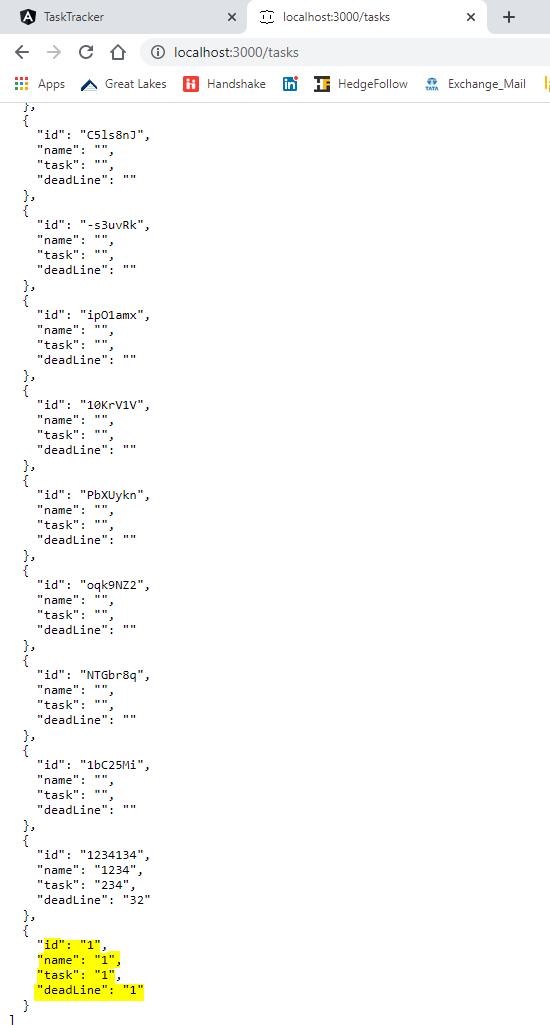 TaskTracker
localhost:3000/tasks
localhost:3000/tasks
Apps
Great Lakes
Handshake
in
HF
HedgeFollow
TATA
Exchange_Mail
},
{
"id": "C5ls8nJ",
"name": "",
"task": "",
"deadLine": ""
},
{
"id": "-s3uvRk",
"name": "",
"task": "",
"deadLine": ""
},
{
"id": "ipO1amx",
"name": "",
"task": "",
"deadLine": ""
},
{
"id": "10KrV1V",
"name": "",
"task": "",
"deadLine": ""
},
{
"id": "PbXUykn",
"name": "",
"task": "",
"deadLine": ""
},
{
"id": "oqk9NZ2",
"name": "",
"task": "",
"deadLine": ""
},
{
"id": "NTGbr8q",
"name": "",
"task": "",
"deadLine": ""
},
{
"id": "1bC25Mi",
"name": "",
"task": "",
"deadLine": ""
},
{
"id": "1234134",
"name": "1234",
"task": "234",
"deadLine": "32"
},
{
"id": "1",
"name": "1",
"task": "1",
"deadLine": "1"
}
]